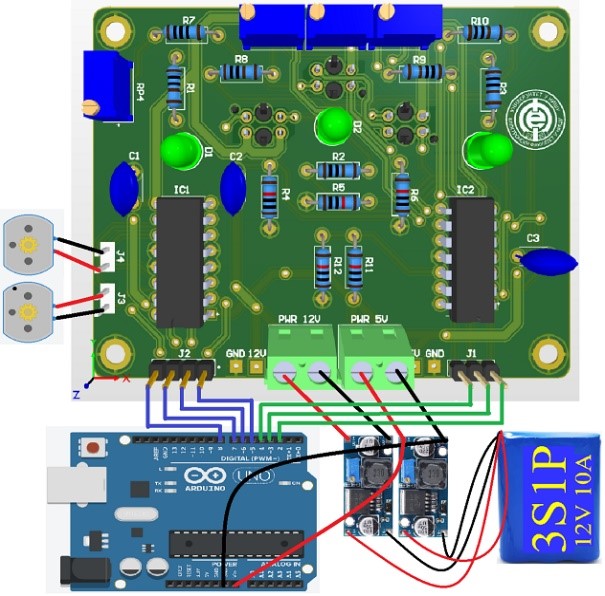 R7
R10
R8
R9
R1
R3
RP4
D1
D2
C1
C2
R2
R4
R5
R6
IC1
IC2
C3
R12
R11
J4
J3
PWR 12V
PWR 5V
J2
GND
12V
GND
J1
DIGITAL (PWM~)
TX
RX
L
ON
ARDUINO
UNO
POWER
ANALOG IN
3S1P
12V 10A
X
Z